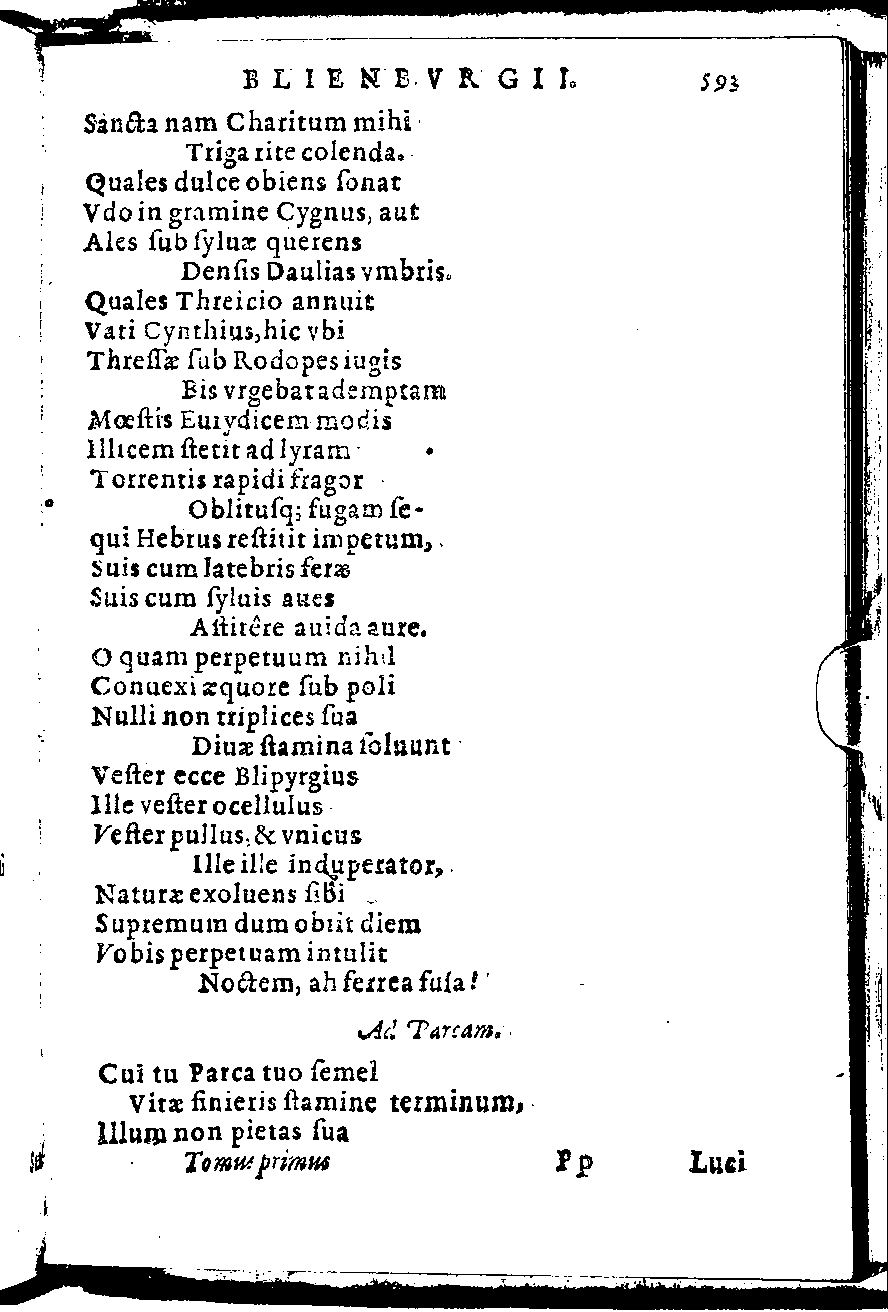 BLIENBVRGII. 593
Sancta nam Charitum mihi
Triga rite colenda.
Quales dulce obiens ſonat
Vdo in gramine Cygnus, aut
Ales ſub ſyluæ querens
Denſis Daulias vmbris.
Quales Threicio annuit
Vati Cynthius, hic vbi
Threſſæ ſub Rodopes iugis
Bis vrgebat ademptam
Mœſtis Eurydicem modis
Illicem ſtetit ad lyram
Torrentis rapidi fragor
Oblituſq; fugam ſe-
qui Hebrus reſtitit impetum,
Suis cum latebris feræ
Suis cum ſyluis aues
Aſtitêre auida aure.
O quam perpetuum nihil
Conuexi æquore ſub poli
Nulli non triplices ſua
Diuæ ſtamina ſoluunt
Veſter ecce Blipyrgius
Ille veſter ocellulus
Veſter pullus, & vnicus
Ille ille induperator,
Naturæ exoluens ſibi
Supremum dum obiit diem
Vobis perpetuam intulit
Noctem, ah ferrea fuſa!
Ad Parcam.
Cui tu Parca tuo ſemel
Vitæ finieris ſtamine terminum,
Illum non pietas ſua
Tomus primus Pp Luci